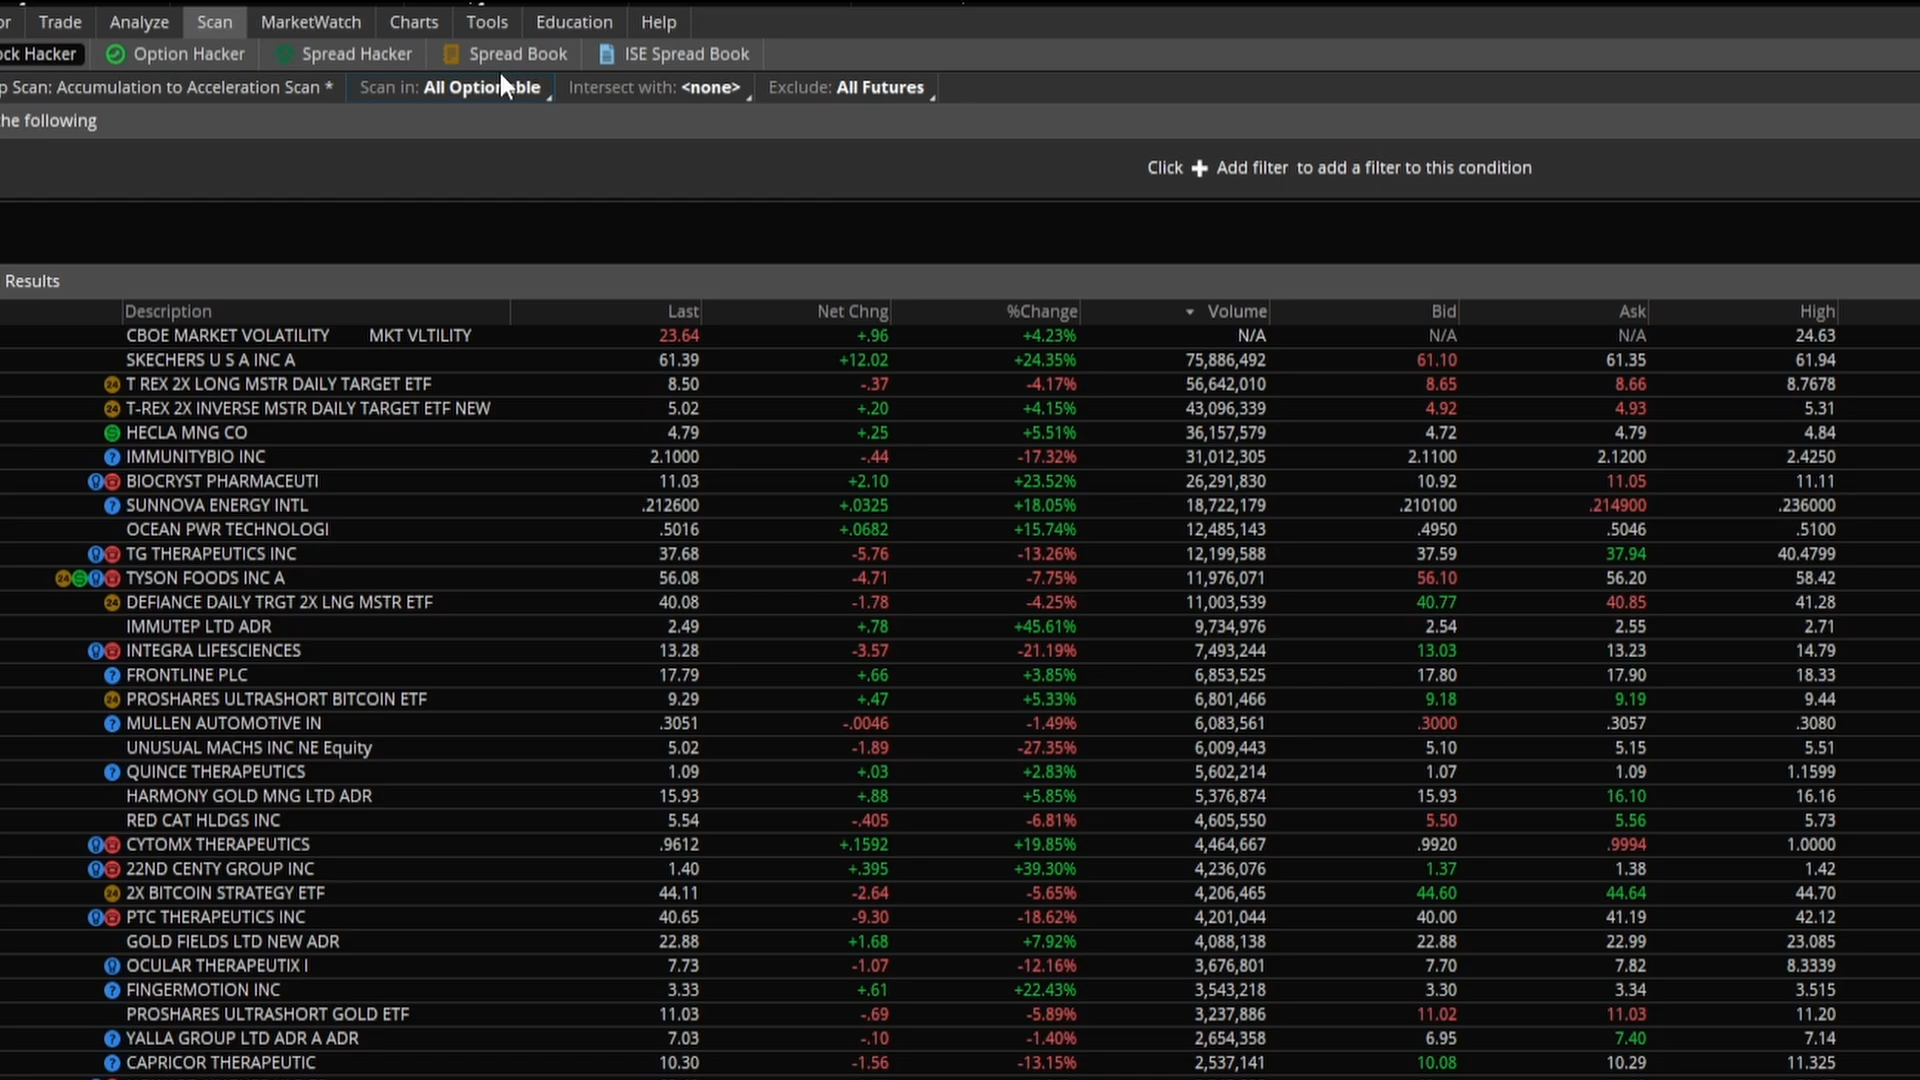 or Trade Analyze Scan MarketWatch Charts Tools Education Help
ock Hacker Option Hacker Spread Hacker Spread Book ISE Spread Book
p Scan: Accumulation to Acceleration Scan * Scan in: All Optionable Intersect with: <none> Exclude: All Futures
the following
Click + Add filter to add a filter to this condition
Results
Description Last Net Chng %Change Volume Bid Ask High
CBOE MARKET VOLATILITY MKT VLTILITY 23.64 +.96 +4.23% N/A N/A N/A 24.63
SKECHERS U S A INC A 61.39 +12.02 +24.35% 75,886,492 61.10 61.35 61.94
24 T REX 2X LONG MSTR DAILY TARGET ETF 8.50 -.37 -4.17% 56,642,010 8.65 8.66 8.7678
24 T-REX 2X INVERSE MSTR DAILY TARGET ETF NEW 5.02 +.20 +4.15% 43,096,339 4.92 4.93 5.31
HECLA MNG CO 4.79 +.25 +5.51% 36,157,579 4.72 4.79 4.84
? IMMUNITYBIO INC 2.1000 -.44 -17.32% 31,012,305 2.1100 2.1200 2.4250
BIOCRYST PHARMACEUTI 11.03 +2.10 +23.52% 26,291,830 10.92 11.05 11.11
? SUNNOVA ENERGY INTL .212600 +.0325 +18.05% 18,722,179 .210100 .214900 .236000
OCEAN PWR TECHNOLOGI .5016 +.0682 +15.74% 12,485,143 .4950 .5046 .5100
TG THERAPEUTICS INC 37.68 -5.76 -13.26% 12,199,588 37.59 37.94 40.4799
24 TYSON FOODS INC A 56.08 -4.71 -7.75% 11,976,071 56.10 56.20 58.42
24 DEFIANCE DAILY TRGT 2X LNG MSTR ETF 40.08 -1.78 -4.25% 11,003,539 40.77 40.85 41.28
IMMUTEP LTD ADR 2.49 +.78 +45.61% 9,734,976 2.54 2.55 2.71
INTEGRA LIFESCIENCES 13.28 -3.57 -21.19% 7,493,244 13.03 13.23 14.79
? FRONTLINE PLC 17.79 +.66 +3.85% 6,853,525 17.80 17.90 18.33
24 PROSHARES ULTRASHORT BITCOIN ETF 9.29 +.47 +5.33% 6,801,466 9.18 9.19 9.44
? MULLEN AUTOMOTIVE IN .3051 -.0046 -1.49% 6,083,561 .3000 .3057 .3080
UNUSUAL MACHS INC NE Equity 5.02 -1.89 -27.35% 6,009,443 5.10 5.15 5.51
? QUINCE THERAPEUTICS 1.09 +.03 +2.83% 5,602,214 1.07 1.09 1.1599
HARMONY GOLD MNG LTD ADR 15.93 +.88 +5.85% 5,376,874 15.93 16.10 16.16
RED CAT HLDGS INC 5.54 -.405 -6.81% 4,605,550 5.50 5.56 5.73
CYTOMX THERAPEUTICS .9612 +.1592 +19.85% 4,464,667 .9920 .9994 1.0000
22ND CENTY GROUP INC 1.40 +.395 +39.30% 4,236,076 1.37 1.38 1.42
24 2X BITCOIN STRATEGY ETF 44.11 -2.64 -5.65% 4,206,465 44.60 44.64 44.70
PTC THERAPEUTICS INC 40.65 -9.30 -18.62% 4,201,044 40.00 41.19 42.12
GOLD FIELDS LTD NEW ADR 22.88 +1.68 +7.92% 4,088,138 22.88 22.99 23.085
OCULAR THERAPEUTIX I 7.73 -1.07 -12.16% 3,676,801 7.70 7.82 8.3339
? FINGERMOTION INC 3.33 +.61 +22.43% 3,543,218 3.30 3.34 3.515
PROSHARES ULTRASHORT GOLD ETF 11.03 -.69 -5.89% 3,237,886 11.02 11.03 11.20
? YALLA GROUP LTD ADR A ADR 7.03 -.10 -1.40% 2,654,358 6.95 7.40 7.14
? CAPRICOR THERAPEUTIC 10.30 -1.56 -13.15% 2,537,141 10.08 10.29 11.325